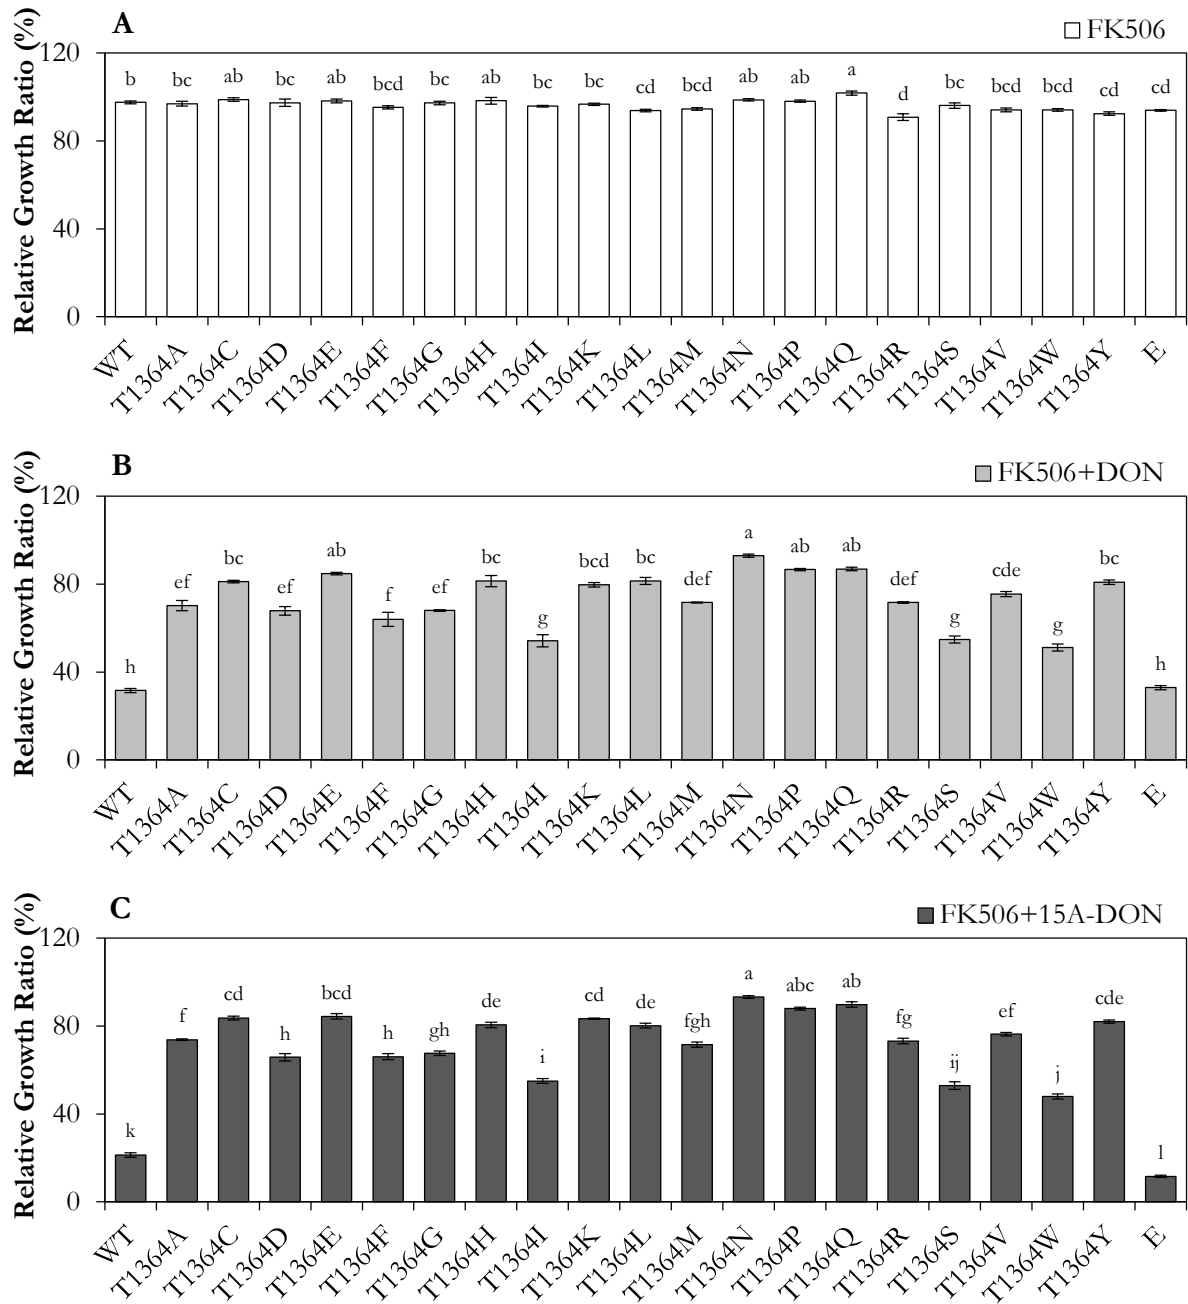 A
FK506
Relative Growth Ratio (%)
120
80
40
0
b bc ab bc ab bcd bc ab bc bc cd bcd ab ab a d bc bcd bcd cd cd
WT T1364A T1364C T1364D T1364E T1364F T1364G T1364H T1364I T1364K T1364L T1364M T1364N T1364P T1364Q T1364R T1364S T1364V T1364W T1364Y E
B
FK506+DON
Relative Growth Ratio (%)
120
80
40
0
h ef bc ef ab f ef bc g bcd bc def a ab ab def g cde g bc h
WT T1364A T1364C T1364D T1364E T1364F T1364G T1364H T1364I T1364K T1364L T1364M T1364N T1364P T1364Q T1364R T1364S T1364V T1364W T1364Y E
C
FK506+15A-DON
Relative Growth Ratio (%)
120
80
40
0
k f cd h bcd h gh de i cd de fgh a abc ab fg ij ef j cde l
WT T1364A T1364C T1364D T1364E T1364F T1364G T1364H T1364I T1364K T1364L T1364M T1364N T1364P T1364Q T1364R T1364S T1364V T1364W T1364Y E